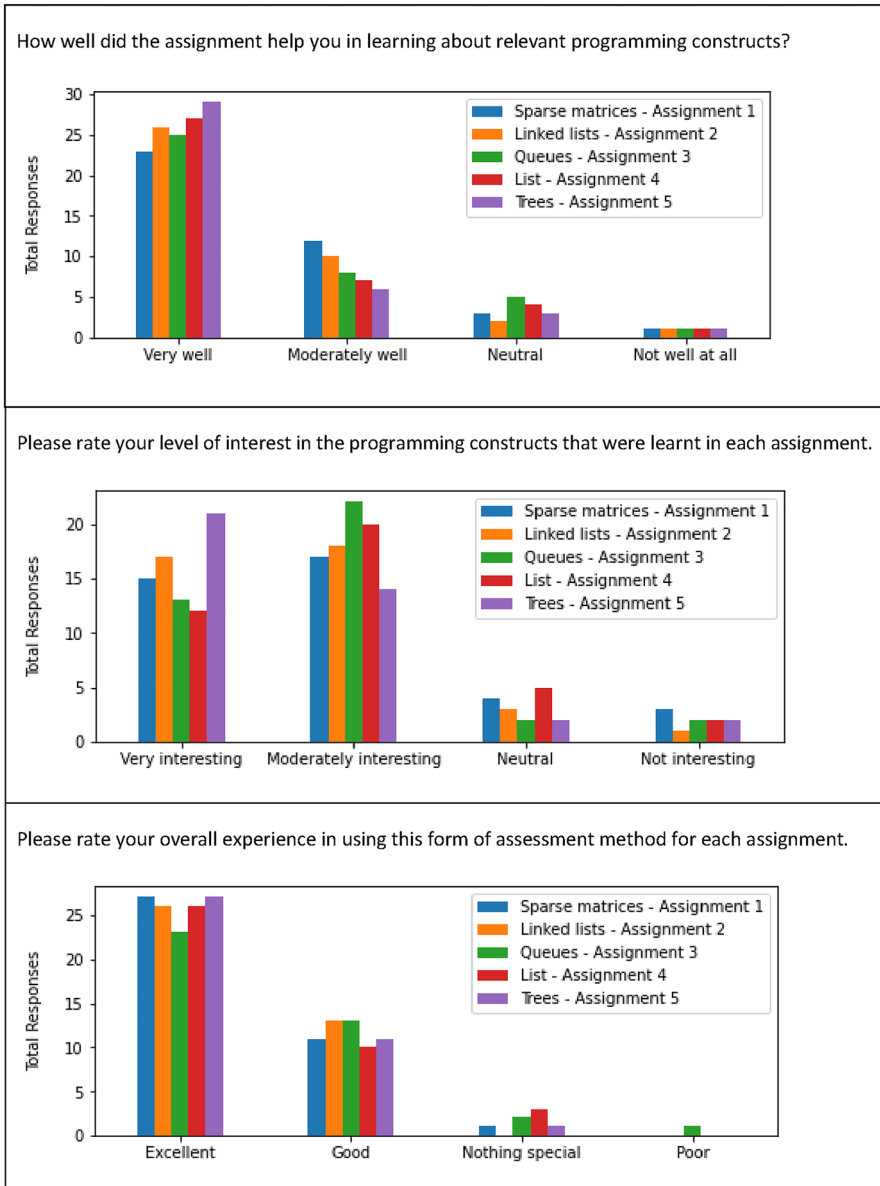 How well did the assignment help you in learning about relevant programming constructs?
30
25
20
15
10
5
0
Total Responses
Sparse matrices - Assignment 1
Linked lists - Assignment 2
Queues - Assignment 3
List - Assignment 4
Trees - Assignment 5
Very well
Moderately well
Neutral
Not well at all
Please rate your level of interest in the programming constructs that were learnt in each assignment.
20
15
10
5
0
Total Responses
Sparse matrices - Assignment 1
Linked lists - Assignment 2
Queues - Assignment 3
List - Assignment 4
Trees - Assignment 5
Very interesting
Moderately interesting
Neutral
Not interesting
Please rate your overall experience in using this form of assessment method for each assignment.
25
20
15
10
5
0
Total Responses
Sparse matrices - Assignment 1
Linked lists - Assignment 2
Queues - Assignment 3
List - Assignment 4
Trees - Assignment 5
Excellent
Good
Nothing special
Poor